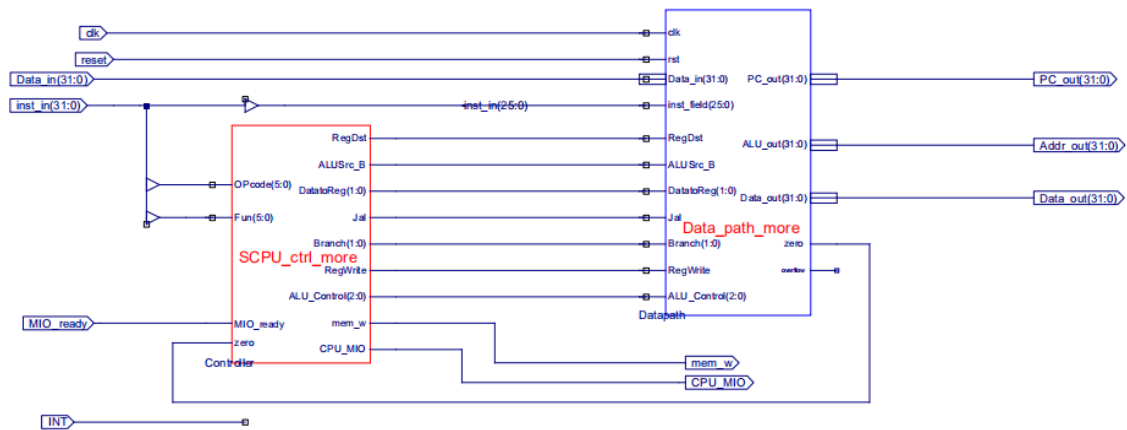 clk
clk
reset
rst
Data_in(31:0)
Data_in(31:0)
PC_out(31:0)
PC_out(31:0)
inst_in(31:0)
inst_in(25:0)
inst_field(25:0)
RegDst
RegDst
ALU_out(31:0)
Addr_out(31:0)
ALUSrc_B
ALUSrc_B
OPcode(5:0)
DatatoReg(1:0)
DatatoReg(1:0)
Data_out(31:0)
Data_out(31:0)
Fun(5:0)
Jal
Jal
Data_path_more
Branch(1:0)
Branch(1:0)
zero
SCPU_ctrl_more
RegWrite
RegWrite
overflow
ALU_Control(2:0)
ALU_Control(2:0)
Datapath
MIO_ready
MIO_ready
mem_w
zero
CPU_MIO
Controller
mem_w
CPU_MIO
INT